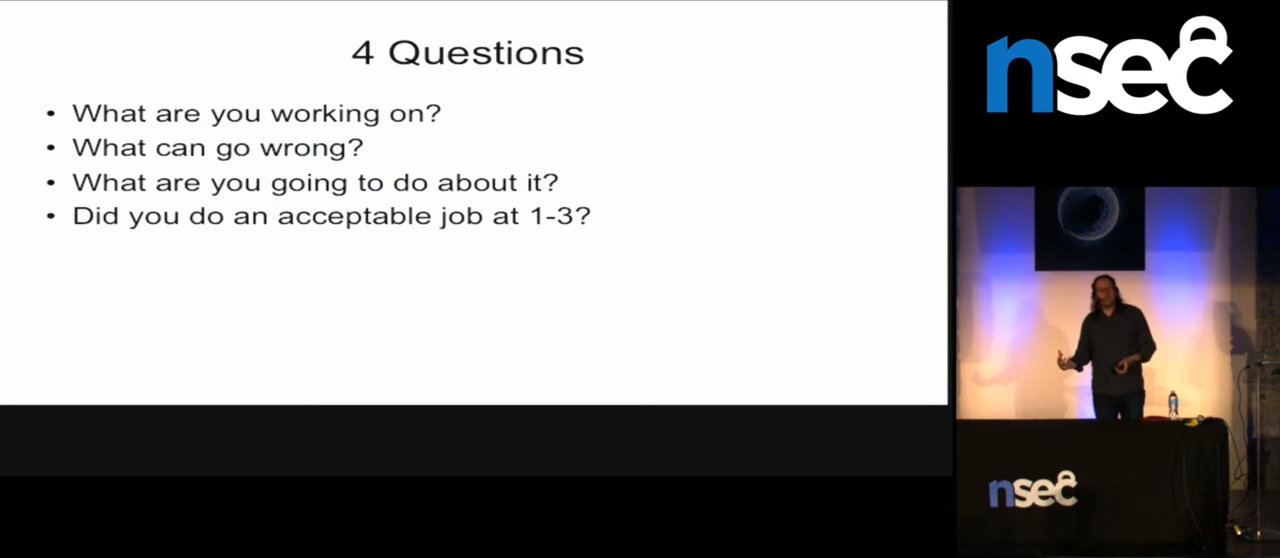 4 Questions
• What are you working on?
• What can go wrong?
• What are you going to do about it?
• Did you do an acceptable job at 1-3?
nsec
nsec